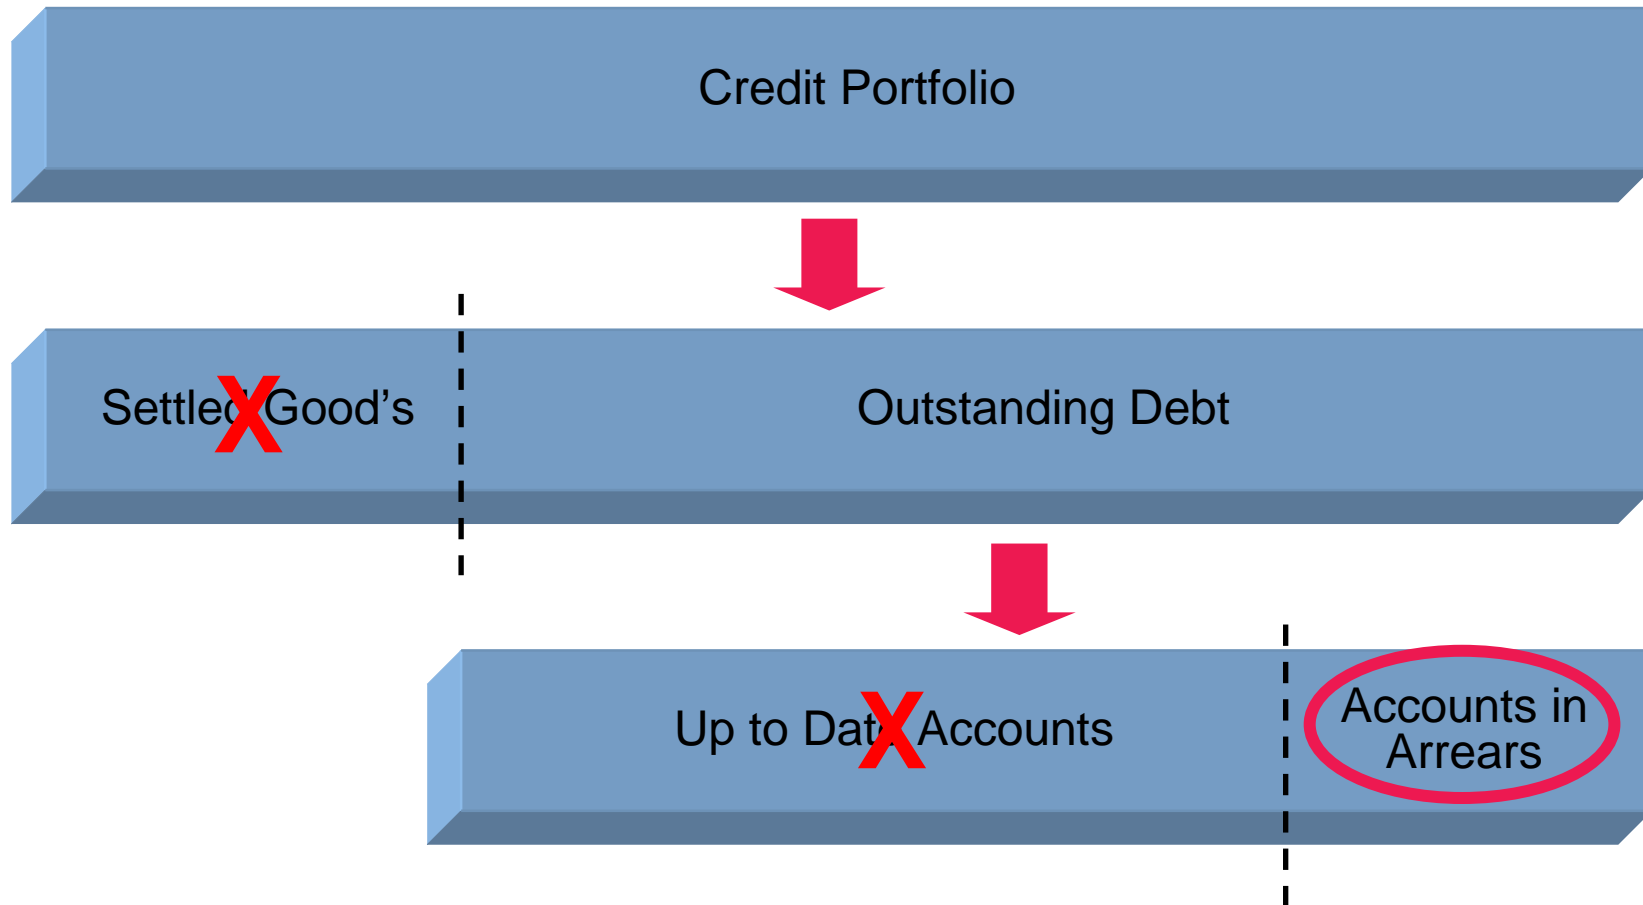 Credit Portfolio
Settled Good’s
X
Outstanding Debt
Up to Date Accounts
X
Accounts in
Arrears